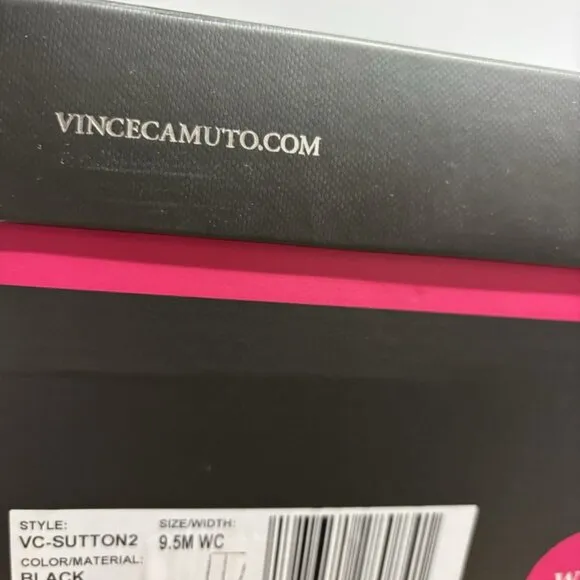 VINCECAMUTO.COM
STYLE: SIZE/WIDTH:
VC-SUTTON2 9.5M WC
COLOR/MATERIAL:
BLACK